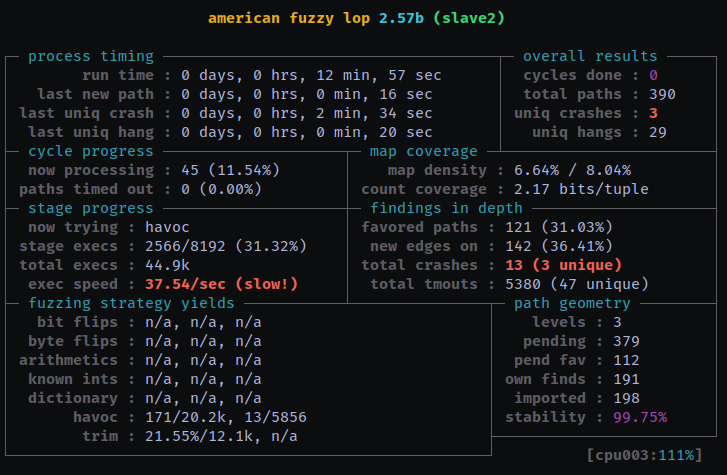 american fuzzy lop 2.57b (slave2)
process timing overall results
run time : 0 days, 0 hrs, 12 min, 57 sec cycles done : 0
last new path : 0 days, 0 hrs, 0 min, 16 sec total paths : 390
last uniq crash : 0 days, 0 hrs, 2 min, 34 sec uniq crashes : 3
last uniq hang : 0 days, 0 hrs, 0 min, 20 sec uniq hangs : 29
cycle progress map coverage
now processing : 45 (11.54%) map density : 6.64% / 8.04%
paths timed out : 0 (0.00%) count coverage : 2.17 bits/tuple
stage progress findings in depth
now trying : havoc favored paths : 121 (31.03%)
stage execs : 2566/8192 (31.32%) new edges on : 142 (36.41%)
total execs : 44.9k total crashes : 13 (3 unique)
exec speed : 37.54/sec (slow!) total tmouts : 5380 (47 unique)
fuzzing strategy yields path geometry
bit flips : n/a, n/a, n/a levels : 3
byte flips : n/a, n/a, n/a pending : 379
arithmetics : n/a, n/a, n/a pend fav : 112
known ints : n/a, n/a, n/a own finds : 191
dictionary : n/a, n/a, n/a imported : 198
havoc : 171/20.2k, 13/5856 stability : 99.75%
trim : 21.55%/12.1k, n/a
[cpu003:111%]